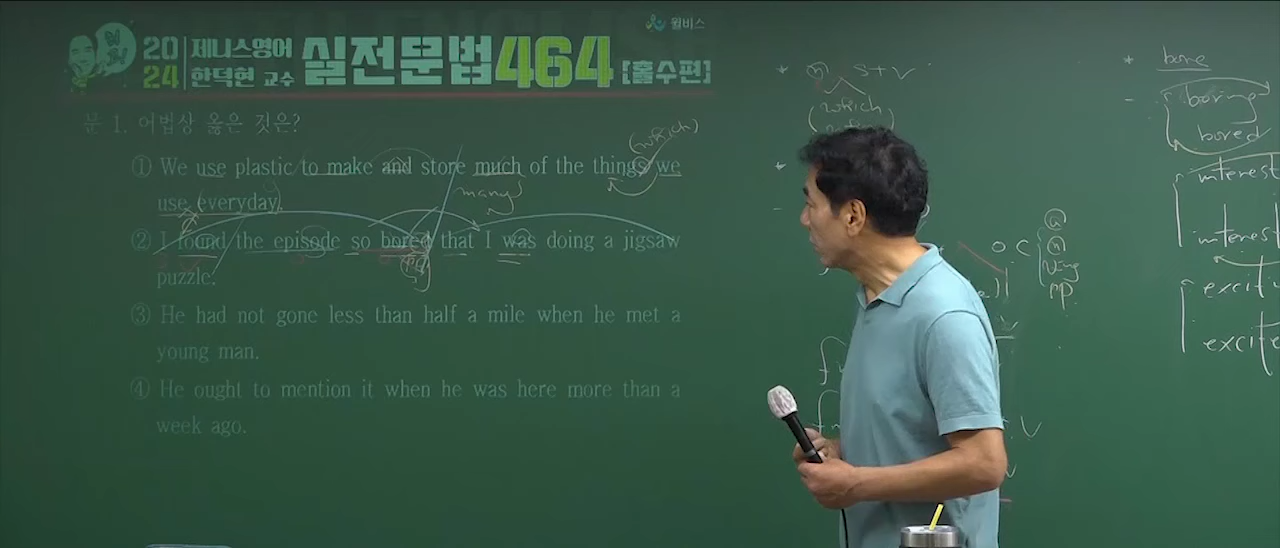 윌비스
2024 제니스영어 한덕현 교수 실전문법464 [홀수편]
문 1. 어법상 옳은 것은?
① We use plastic to make and store much of the things we
use everyday.
(which)
many
② I found the episode so bored that I was doing a jigsaw
puzzle.
③ He had not gone less than half a mile when he met a
young man.
④ He ought to mention it when he was here more than a
week ago.
S+V
(which
O.C
Ving
pp
V
bore
boring
bored
interest
interest
exciti
excite